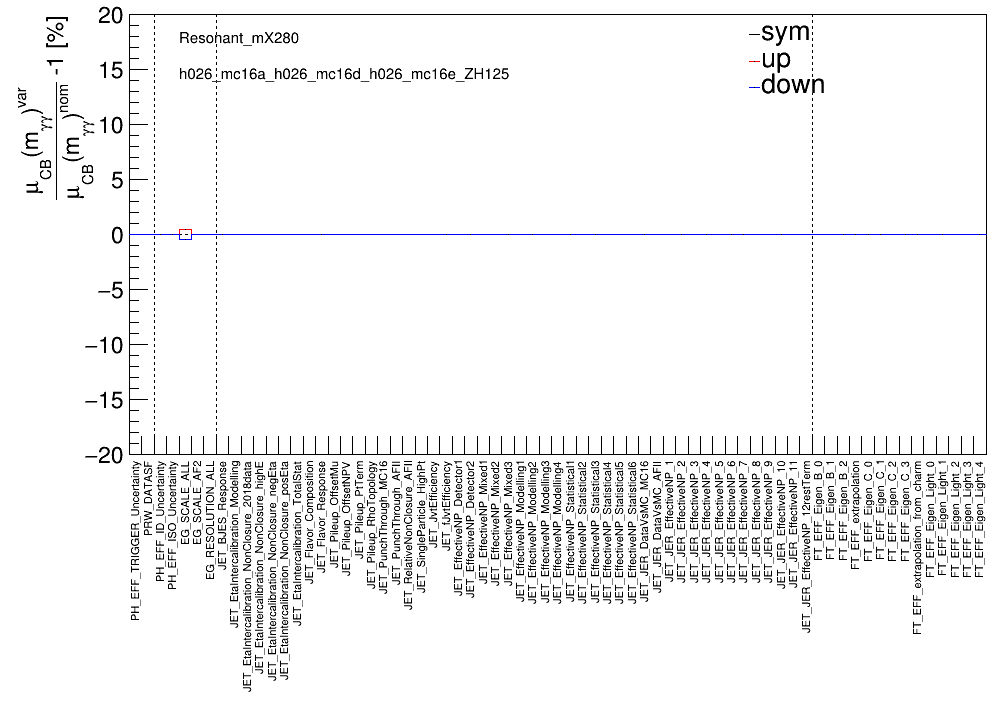 Resonant_mX280
h026_mc16a_h026_mc16d_h026_mc16e_ZH125
sym
up
down
μ_CB(m_γγ)^var
μ_CB(m_γγ)^nom
-1 [%]
20
15
10
5
0
−5
−10
−15
−20
PH_EFF_TRIGGER_Uncertainty
PRW_DATASF
PH_EFF_ID_Uncertainty
PH_EFF_ISO_Uncertainty
EG_SCALE_ALL
EG_SCALE_AF2
EG_RESOLUTION_ALL
JET_BJES_Response
JET_EtaIntercalibration_Modelling
JET_EtaIntercalibration_NonClosure_2018data
JET_EtaIntercalibration_NonClosure_highE
JET_EtaIntercalibration_NonClosure_negEta
JET_EtaIntercalibration_NonClosure_posEta
JET_EtaIntercalibration_TotalStat
JET_Flavor_Composition
JET_Flavor_Response
JET_Pileup_OffsetMu
JET_Pileup_OffsetNPV
JET_Pileup_PtTerm
JET_Pileup_RhoTopology
JET_PunchThrough_MC16
JET_PunchThrough_AFII
JET_RelativeNonClosure_AFII
JET_SingleParticle_HighPt
JET_JvtEfficiency
JET_fJvtEfficiency
JET_EffectiveNP_Detector1
JET_EffectiveNP_Detector2
JET_EffectiveNP_Mixed1
JET_EffectiveNP_Mixed2
JET_EffectiveNP_Mixed3
JET_EffectiveNP_Modelling1
JET_EffectiveNP_Modelling2
JET_EffectiveNP_Modelling3
JET_EffectiveNP_Modelling4
JET_EffectiveNP_Statistical1
JET_EffectiveNP_Statistical2
JET_EffectiveNP_Statistical3
JET_EffectiveNP_Statistical4
JET_EffectiveNP_Statistical5
JET_EffectiveNP_Statistical6
JET_JER_DataVsMC_MC16
JET_JER_DataVsMC_AFII
JET_JER_EffectiveNP_1
JET_JER_EffectiveNP_2
JET_JER_EffectiveNP_3
JET_JER_EffectiveNP_4
JET_JER_EffectiveNP_5
JET_JER_EffectiveNP_6
JET_JER_EffectiveNP_7
JET_JER_EffectiveNP_8
JET_JER_EffectiveNP_9
JET_JER_EffectiveNP_10
JET_JER_EffectiveNP_11
JET_JER_EffectiveNP_12restTerm
FT_EFF_Eigen_B_0
FT_EFF_Eigen_B_1
FT_EFF_Eigen_B_2
FT_EFF_extrapolation
FT_EFF_Eigen_C_0
FT_EFF_Eigen_C_1
FT_EFF_Eigen_C_2
FT_EFF_Eigen_C_3
FT_EFF_extrapolation_from_charm
FT_EFF_Eigen_Light_0
FT_EFF_Eigen_Light_1
FT_EFF_Eigen_Light_2
FT_EFF_Eigen_Light_3
FT_EFF_Eigen_Light_4